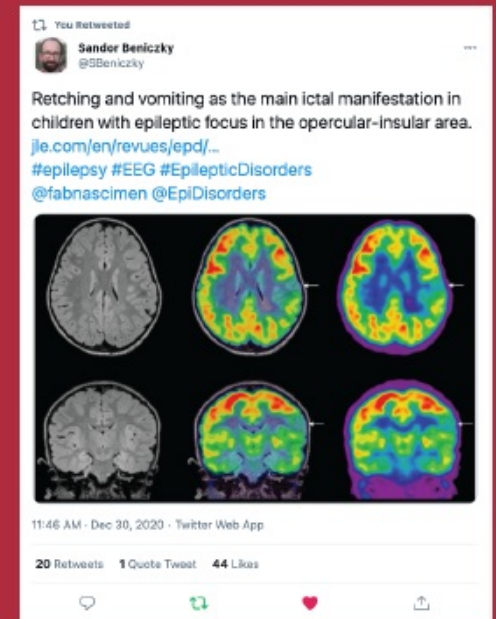 You Retweeted
Sandor Beniczky
@SBeniczky
Retching and vomiting as the main ictal manifestation in
children with epileptic focus in the opercular-insular area.
jle.com/en/revues/epd/...
#epilepsy #EEG #EpilepticDisorders
@fabnascimen @EpiDisorders
11:46 AM · Dec 30, 2020 · Twitter Web App
20 Retweets 1 Quote Tweet 44 Likes